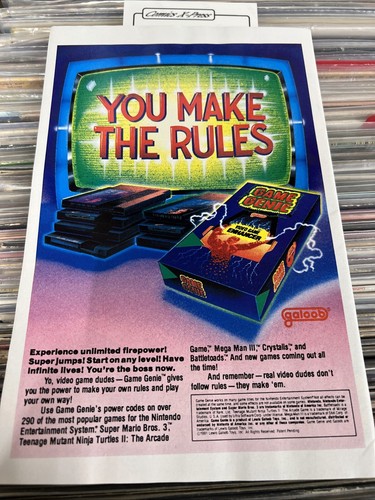 Comics X-Press
YOU MAKE
THE RULES
GAME
GENIE
VIDEO GAME
ENHANCER
GAME
GENIE
galoob
Experience unlimited firepower!
Super jumps! Start on any level! Have
infinite lives! You're the boss now.
Yo, video game dudes — Game Genie™ gives
you the power to make your own rules and play
your own way!
Use Game Genie's power codes on over
290 of the most popular games for the Nintendo
Entertainment System.® Super Mario Bros. 3,™
Teenage Mutant Ninja Turtles II: The Arcade
Game,™ Mega Man III,™ Crystalis,™ and
Battletoads.™ And new games coming out all
the time!
And remember — real video dudes don't
follow rules — they make 'em.